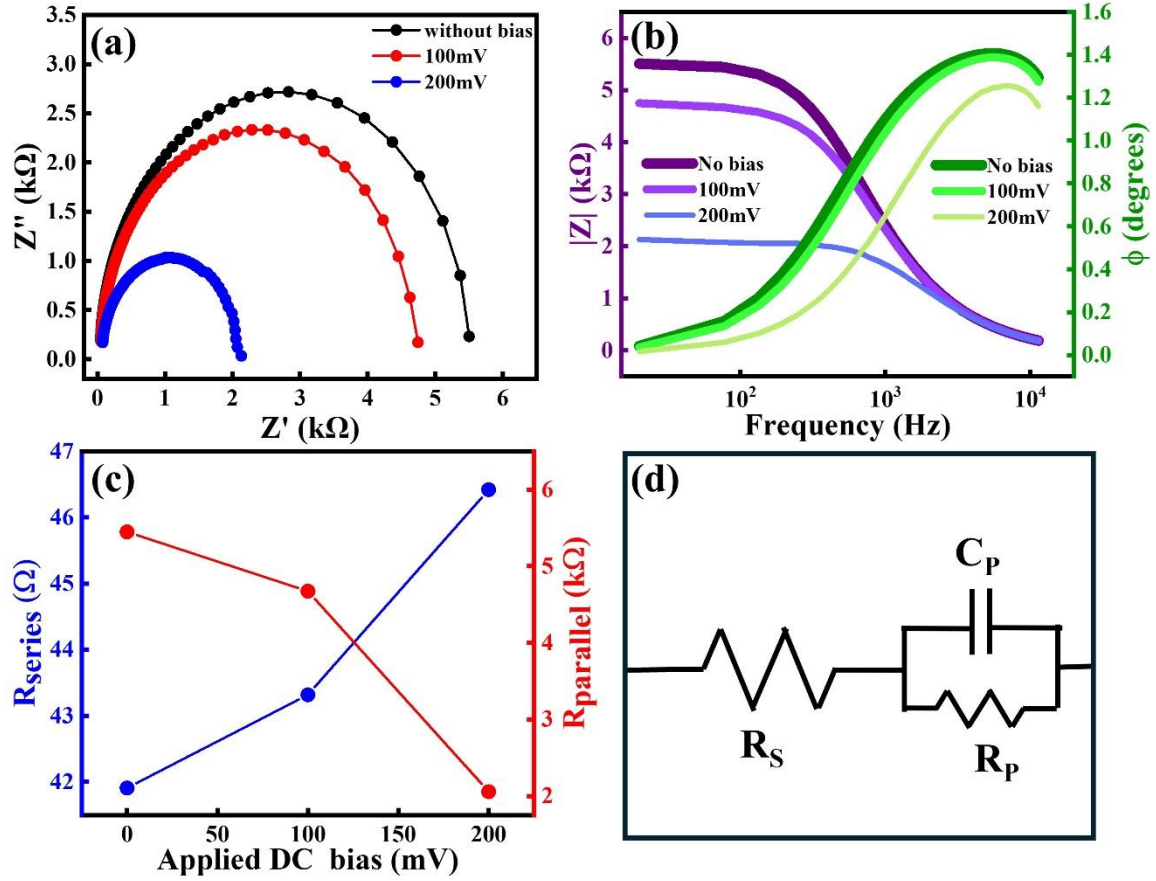 (a)
without bias
100mV
200mV
3.5
3.0
2.5
2.0
1.5
1.0
0.5
0.0
Z'' (kΩ)
0 1 2 3 4 5 6
Z' (kΩ)
(b)
6
5
4
3
2
1
0
|Z| (kΩ)
No bias
100mV
200mV
No bias
100mV
200mV
1.6
1.4
1.2
1.0
0.8
0.6
0.4
0.2
0.0
ϕ (degrees)
10² 10³ 10⁴
Frequency (Hz)
(c)
47
46
45
44
43
42
Rseries (Ω)
6
5
4
3
2
Rparallel (kΩ)
0 50 100 150 200
Applied DC bias (mV)
(d)
CP
RS
RP